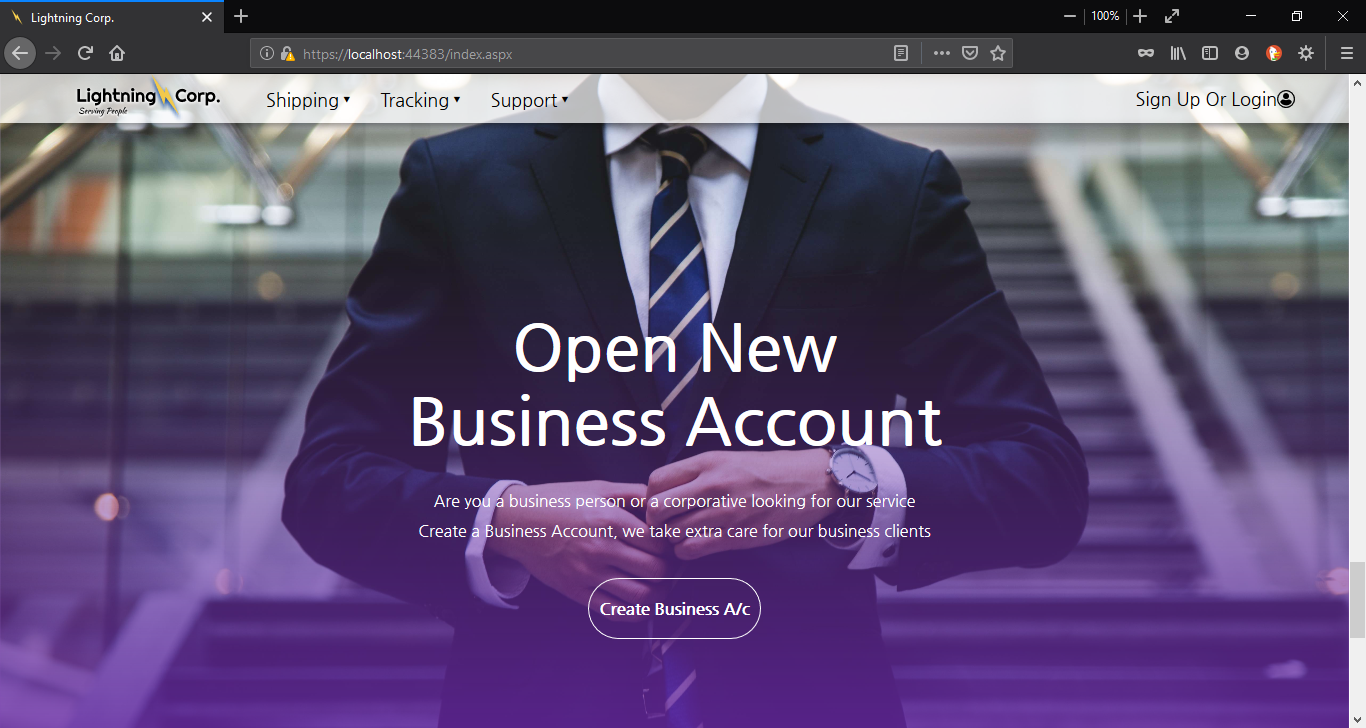 Lightning Corp.
100%
https://localhost:44383/index.aspx
Lightning Corp.
Serving People
Shipping
Tracking
Support
Sign Up Or Login
Open New
Business Account
Are you a business person or a corporative looking for our service
Create a Business Account, we take extra care for our business clients
Create Business A/c